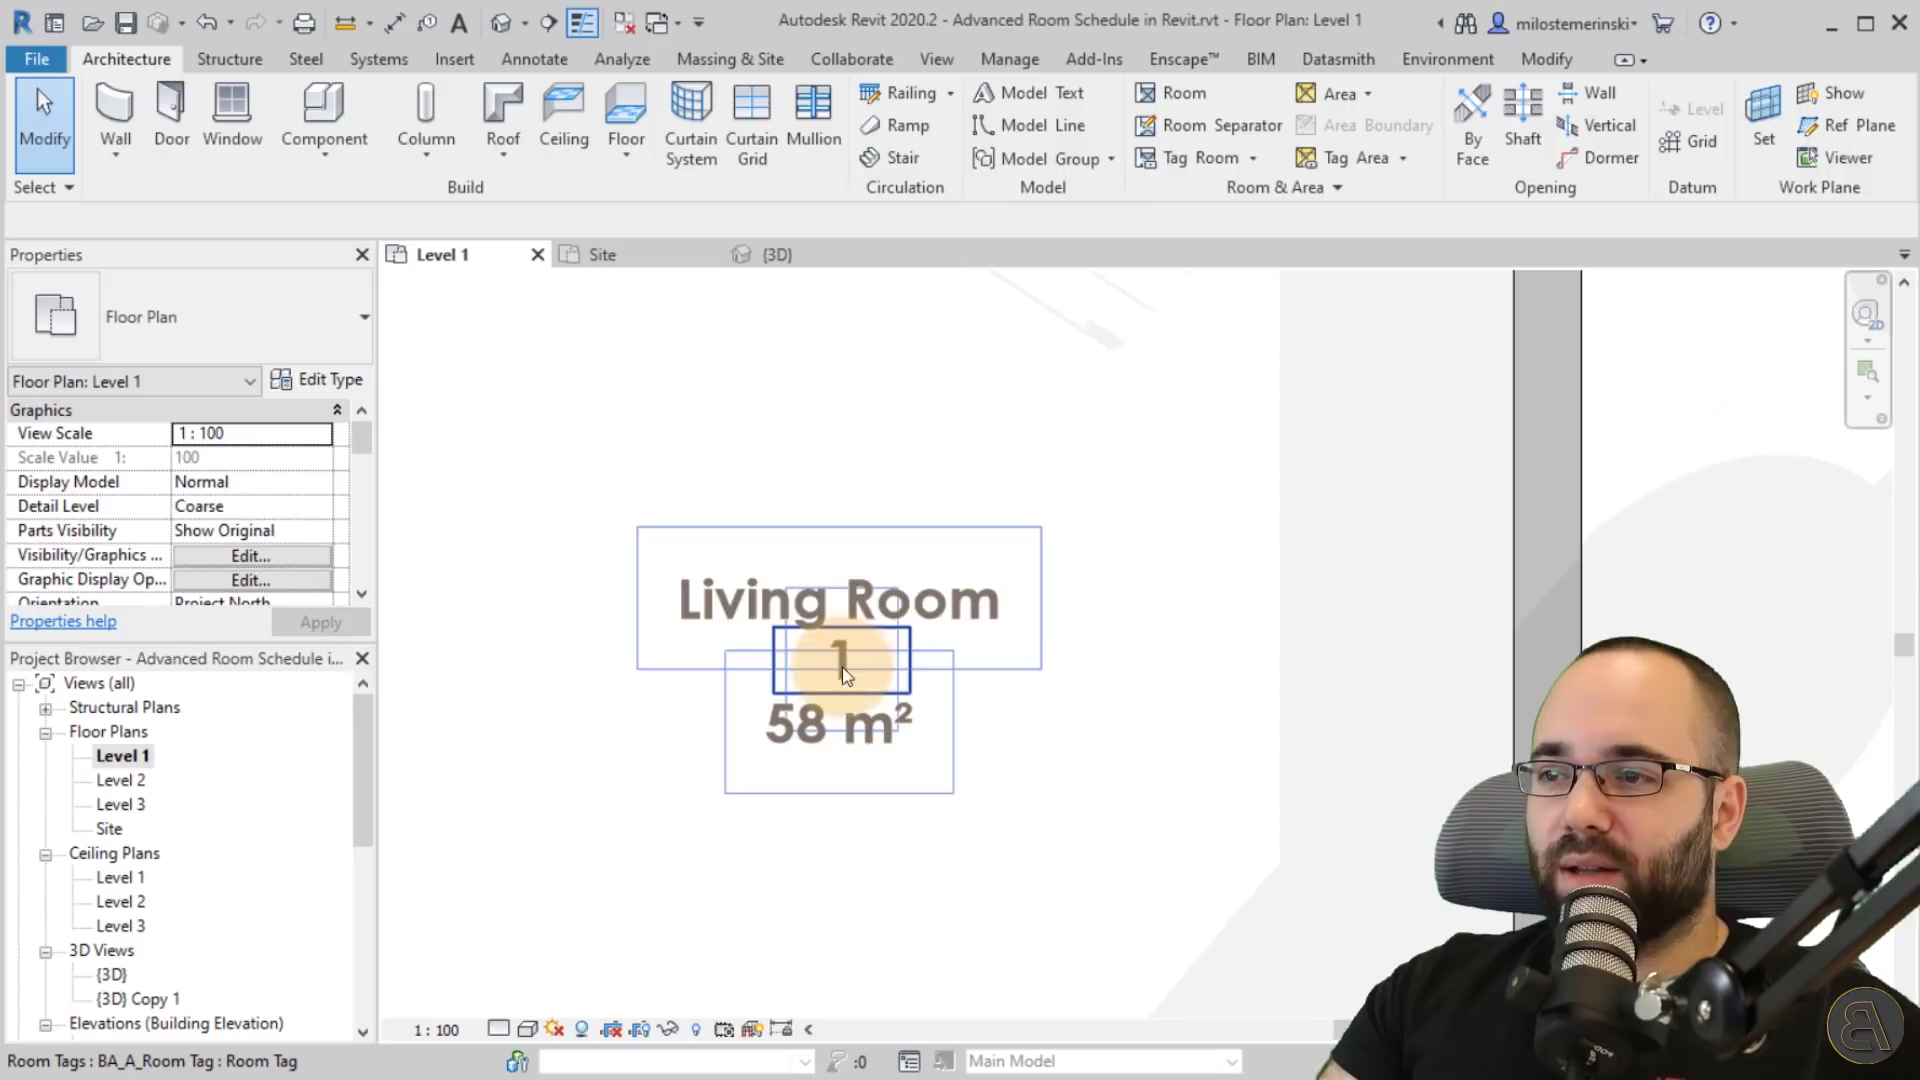 Autodesk Revit 2020.2 - Advanced Room Schedule in Revit.rvt - Floor Plan: Level 1
milostemerinski
File Architecture Structure Steel Systems Insert Annotate Analyze Massing & Site Collaborate View Manage Add-Ins Enscape™ BIM Datasmith Environment Modify
Modify
Wall
Door
Window
Component
Column
Roof
Ceiling
Floor
Curtain System
Curtain Grid
Mullion
Railing
Ramp
Stair
Model Text
Model Line
Model Group
Room
Room Separator
Tag Room
Area
Area Boundary
Tag Area
By Face
Shaft
Wall
Vertical
Dormer
Level
Grid
Set
Show
Ref Plane
Viewer
Select
Build
Circulation
Model
Room & Area
Opening
Datum
Work Plane
Properties
Floor Plan
Floor Plan: Level 1
Edit Type
Graphics
View Scale 1 : 100
Scale Value 1: 100
Display Model Normal
Detail Level Coarse
Parts Visibility Show Original
Visibility/Graphics ... Edit...
Graphic Display Op... Edit...
Orientation Project North
Properties help
Apply
Project Browser - Advanced Room Schedule i...
Views (all)
Structural Plans
Floor Plans
Level 1
Level 2
Level 3
Site
Ceiling Plans
Level 1
Level 2
Level 3
3D Views
{3D}
{3D} Copy 1
Elevations (Building Elevation)
Level 1
Site
{3D}
2D
Living Room
1
58 m²
1 : 100
Room Tags : BA_A_Room Tag : Room Tag
:0
Main Model